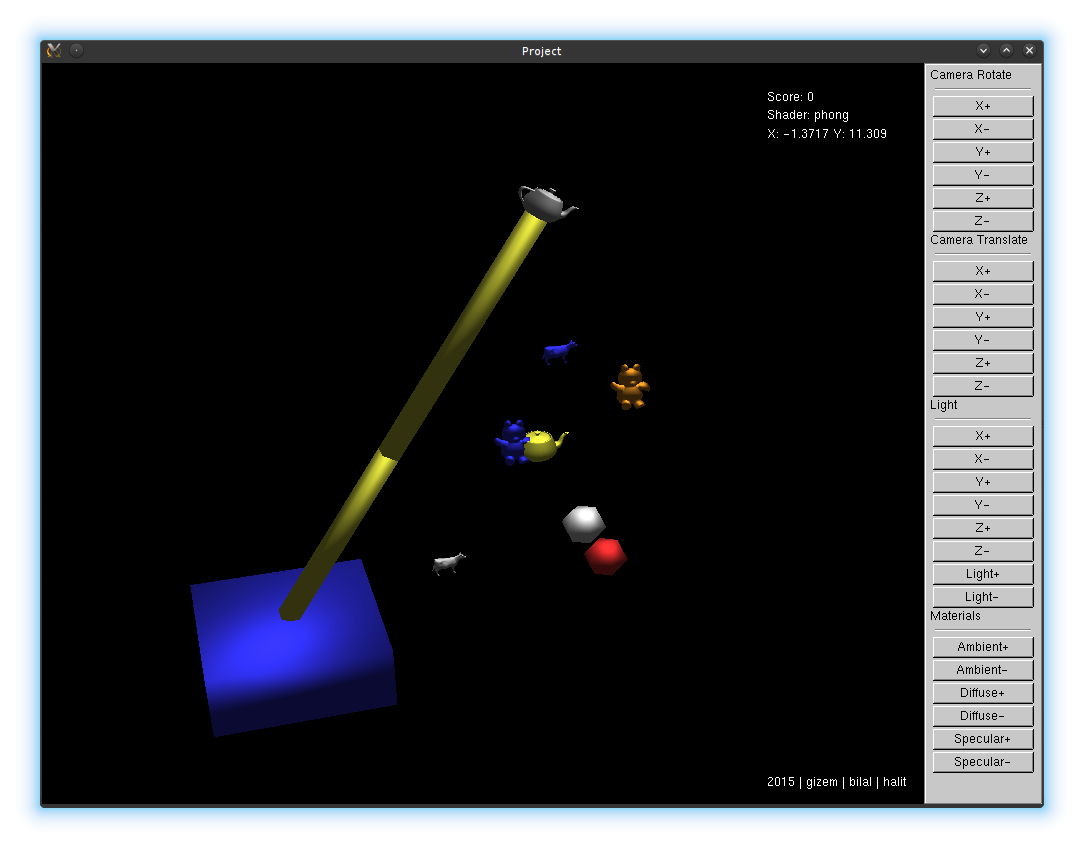 Project
Score: 0
Shader: phong
X: -1.3717 Y: 11.309
2015 | gizem | bilal | halit
Camera Rotate
X+
X-
Y+
Y-
Z+
Z-
Camera Translate
X+
X-
Y+
Y-
Z+
Z-
Light
X+
X-
Y+
Y-
Z+
Z-
Light+
Light-
Materials
Ambient+
Ambient-
Diffuse+
Diffuse-
Specular+
Specular-